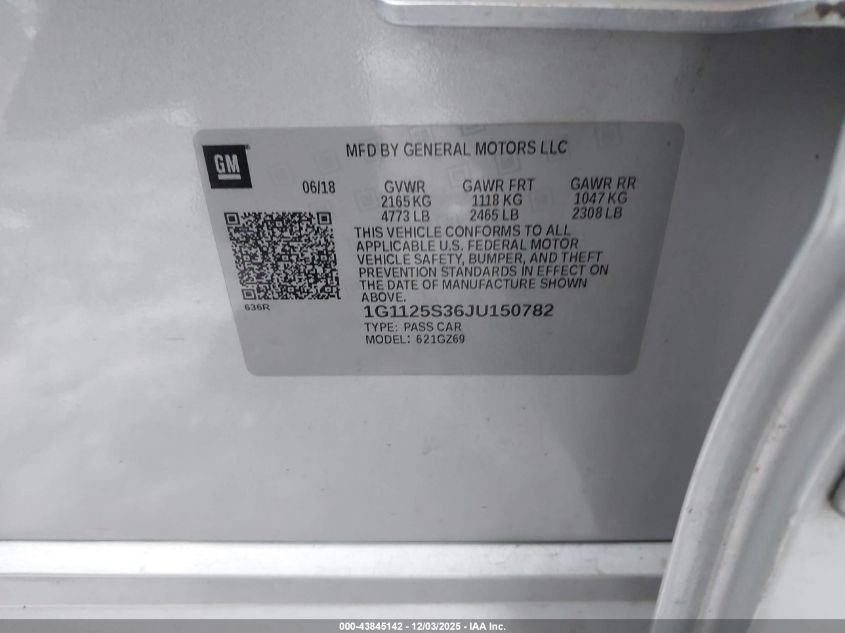 GM
MFD BY GENERAL MOTORS LLC
06/18
GVWR GAWR FRT GAWR RR
2165 KG 1118 KG 1047 KG
4773 LB 2465 LB 2308 LB
THIS VEHICLE CONFORMS TO ALL
APPLICABLE U.S. FEDERAL MOTOR
VEHICLE SAFETY, BUMPER, AND THEFT
PREVENTION STANDARDS IN EFFECT ON
THE DATE OF MANUFACTURE SHOWN
ABOVE.
636R
1G1125S36JU150782
TYPE: PASS CAR
MODEL: 621GZ69
000-43845142 - 12/03/2025 - IAA Inc.